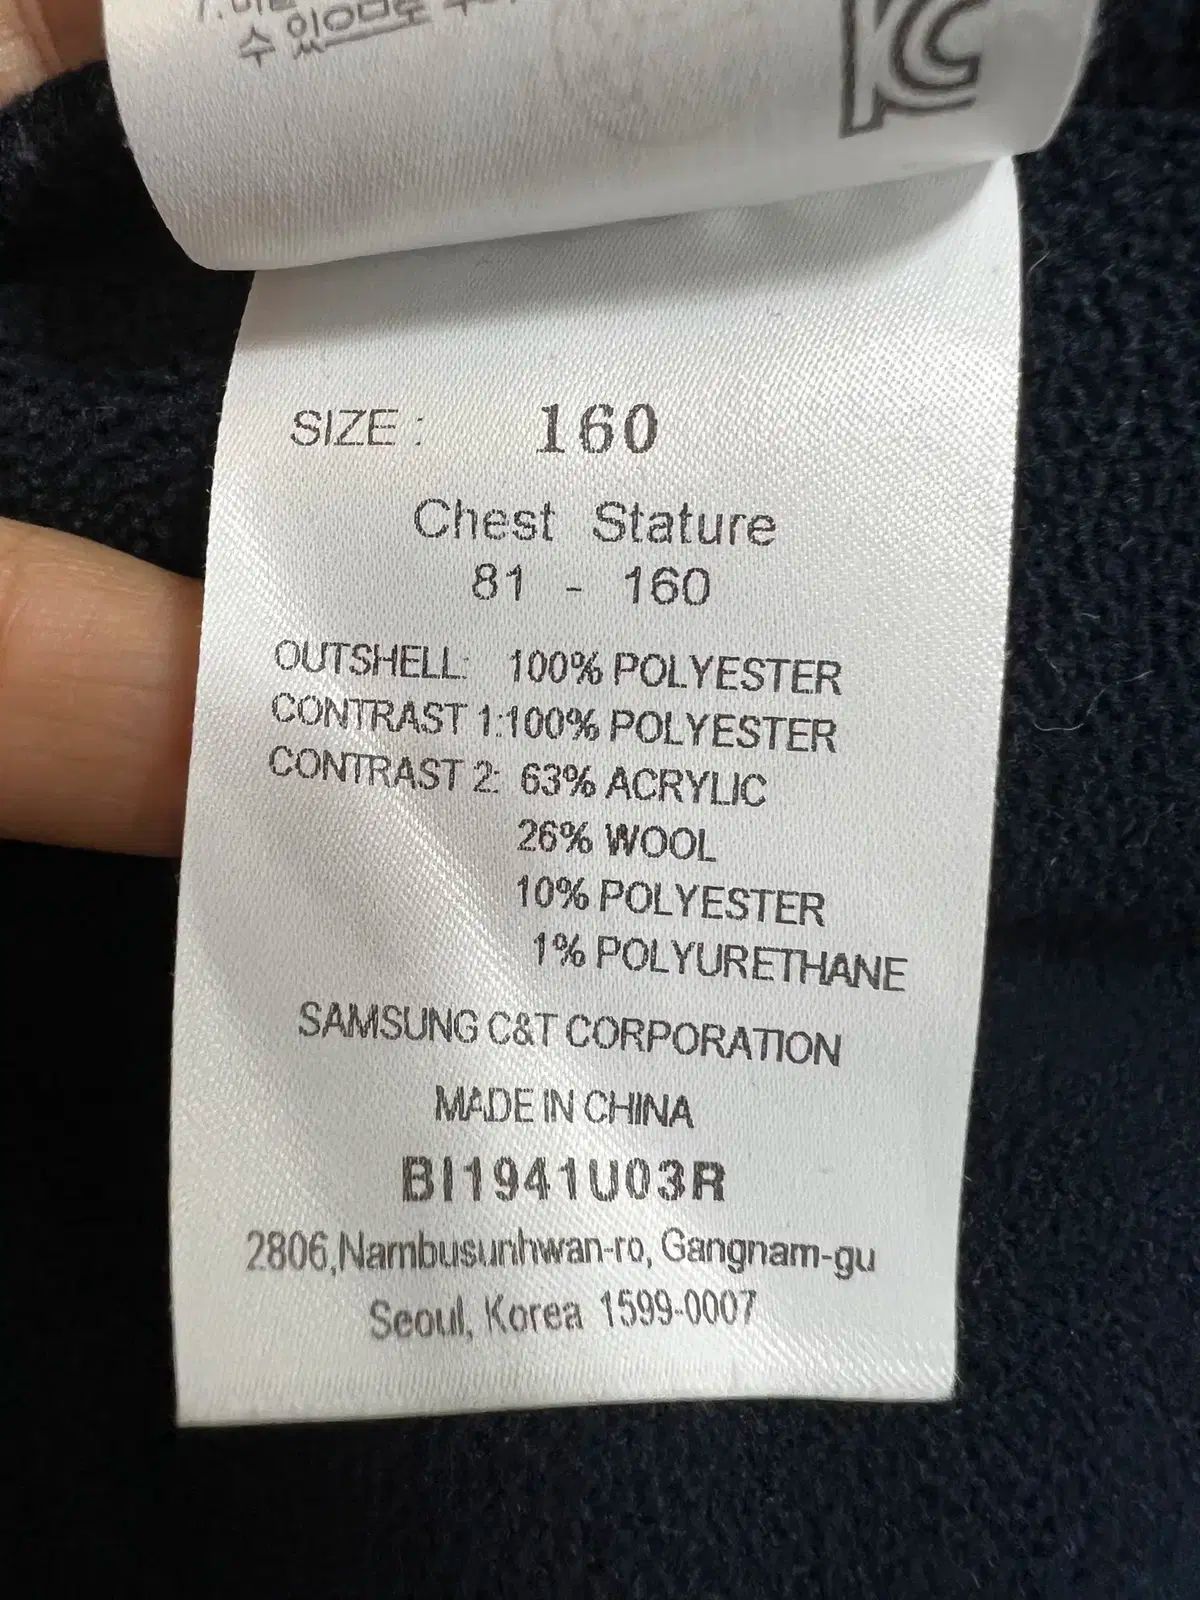 수 있으므로
KC
SIZE : 160
Chest Stature
81 - 160
OUTSHELL: 100% POLYESTER
CONTRAST 1:100% POLYESTER
CONTRAST 2: 63% ACRYLIC
26% WOOL
10% POLYESTER
1% POLYURETHANE
SAMSUNG C&T CORPORATION
MADE IN CHINA
BI1941U03R
2806,Nambusunhwan-ro, Gangnam-gu
Seoul, Korea 1599-0007